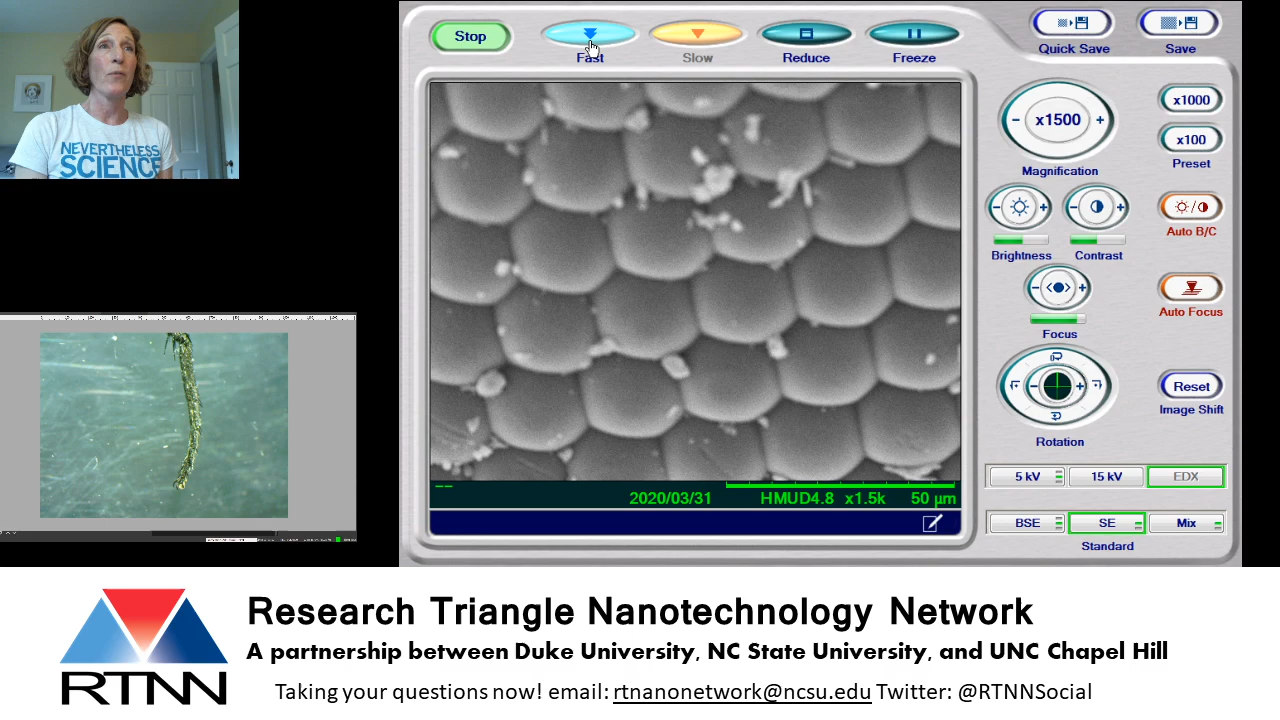 NEVERTHELESS
SCIENCE
Stop
Fast
Slow
Reduce
Freeze
Quick Save
Save
x1500
Magnification
x1000
x100
Preset
Brightness
Contrast
Auto B/C
Focus
Auto Focus
Rotation
Reset
Image Shift
5 kV
15 kV
EDX
BSE
SE
Mix
Standard
2020/03/31 HMUD4.8 x1.5k 50 µm
Research Triangle Nanotechnology Network
A partnership between Duke University, NC State University, and UNC Chapel Hill
RTNN
Taking your questions now! email: rtnanonetwork@ncsu.edu Twitter: @RTNNSocial